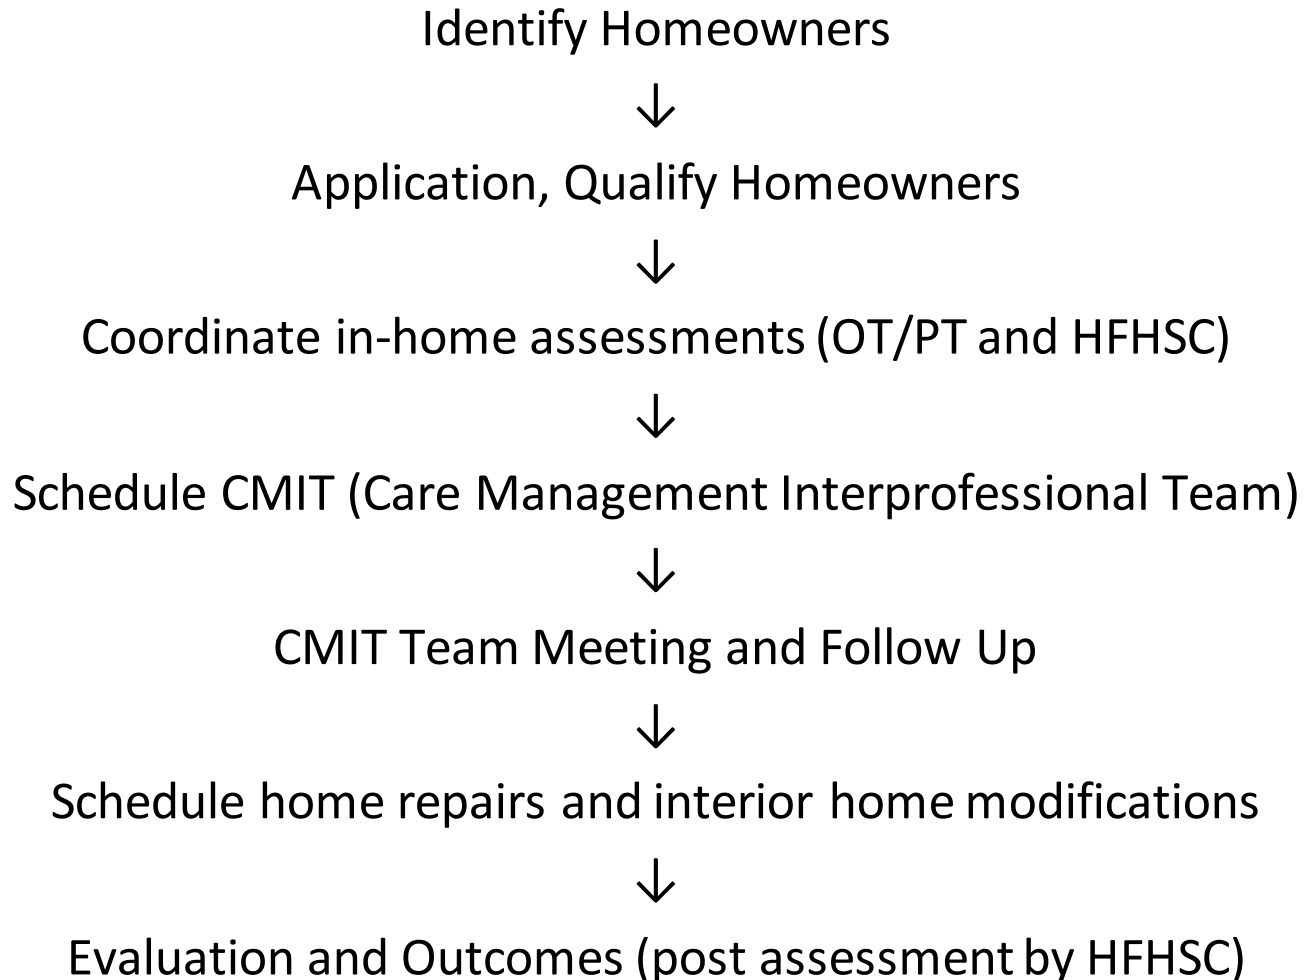 Identify Homeowners
↓
Application, Qualify Homeowners
↓
Coordinate in-home assessments (OT/PT and HFHSC)
↓
Schedule CMIT (Care Management Interprofessional Team)
↓
CMIT Team Meeting and Follow Up
↓
Schedule home repairs and interior home modifications
↓
Evaluation and Outcomes (post assessment by HFHSC)